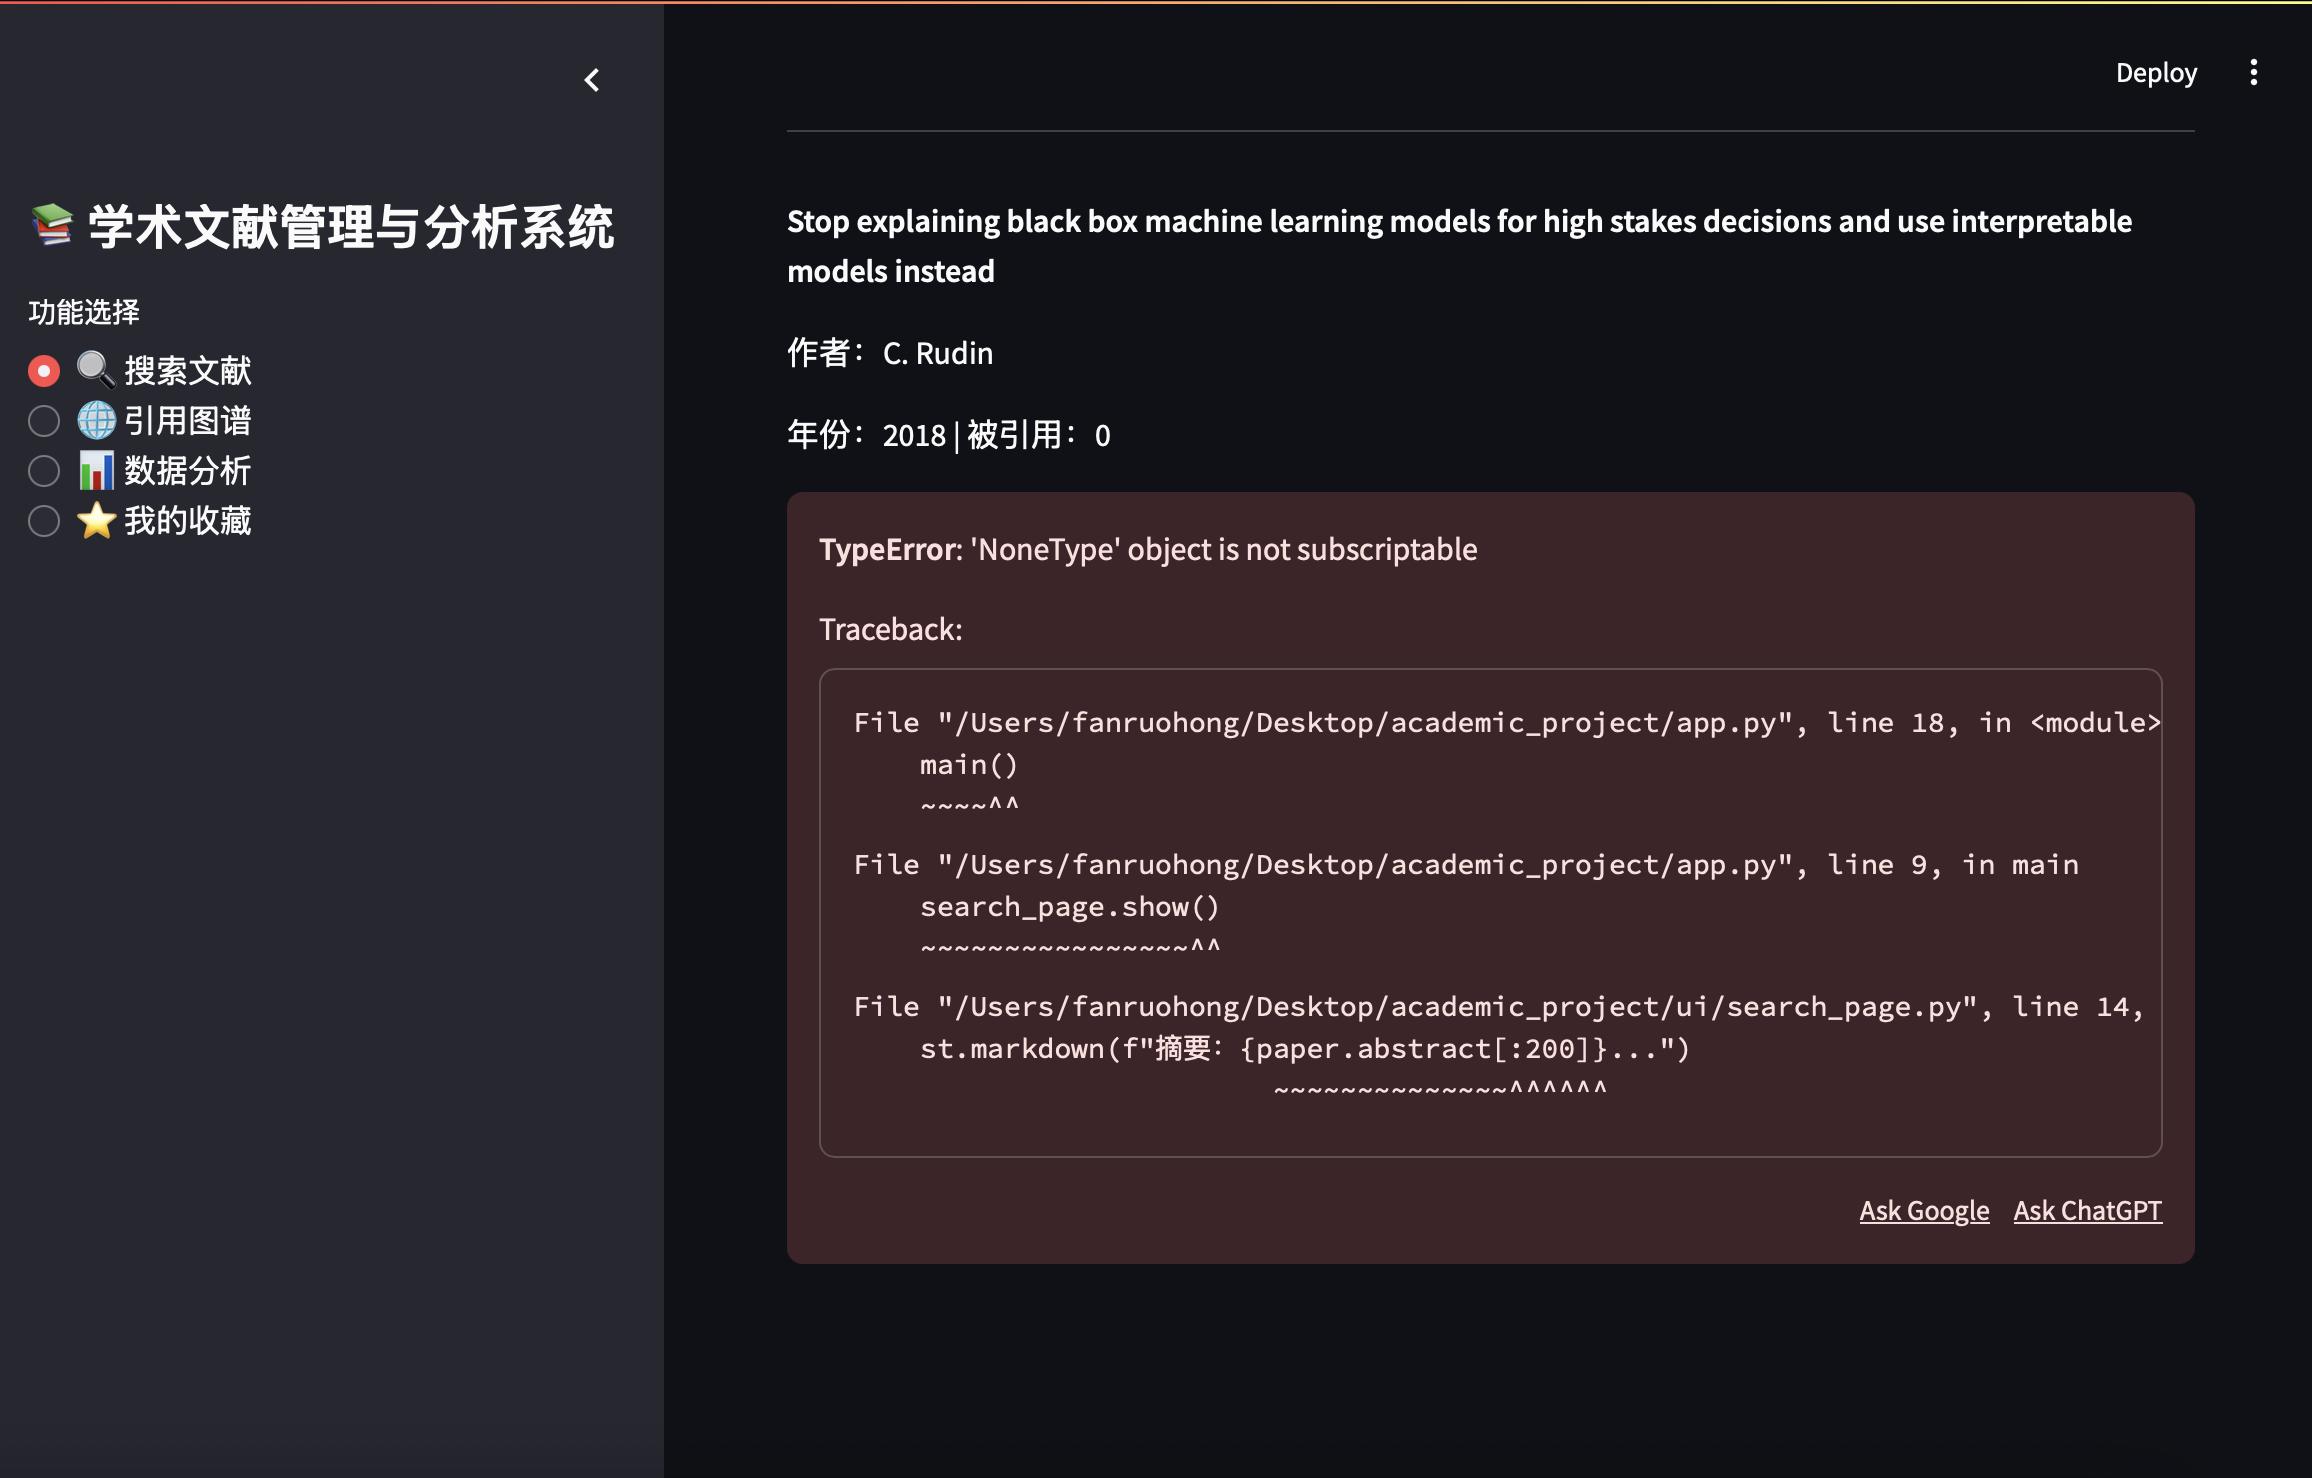 Deploy
📚 学术文献管理与分析系统
功能选择
🔍 搜索文献
🌐 引用图谱
📊 数据分析
⭐ 我的收藏
Stop explaining black box machine learning models for high stakes decisions and use interpretable
models instead
作者：C. Rudin
年份：2018 | 被引用：0
TypeError: 'NoneType' object is not subscriptable
Traceback:
File "/Users/fanruohong/Desktop/academic_project/app.py", line 18, in <module>
    main()
    ~~~~^^
File "/Users/fanruohong/Desktop/academic_project/app.py", line 9, in main
    search_page.show()
    ~~~~~~~~~~~~~~~~^^
File "/Users/fanruohong/Desktop/academic_project/ui/search_page.py", line 14,
    st.markdown(f"摘要：{paper.abstract[:200]}...")
                     ~~~~~~~~~~~~~~^^^^^^
Ask Google Ask ChatGPT